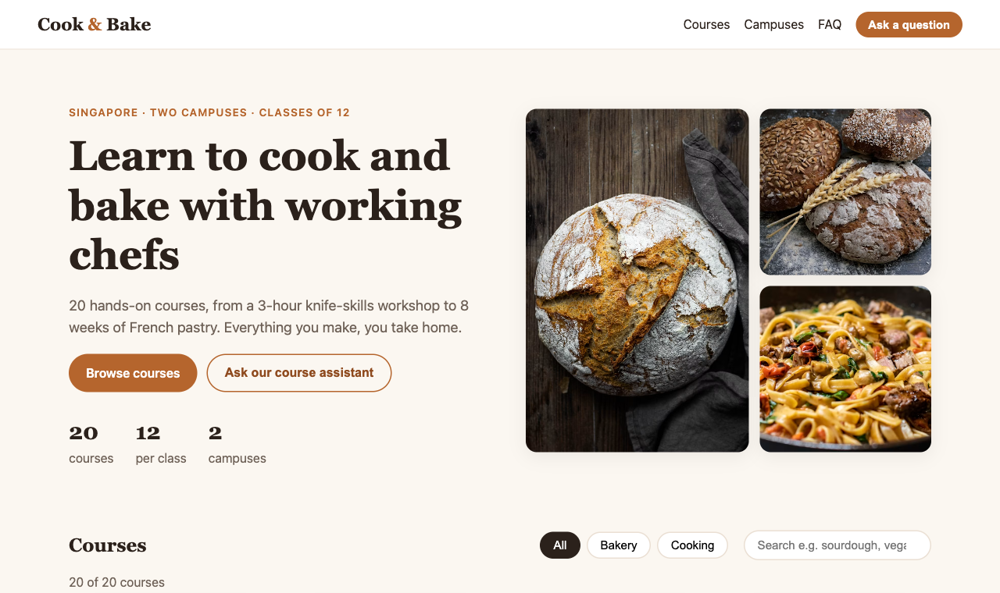 Cook & Bake
Courses
Campuses
FAQ
Ask a question
SINGAPORE · TWO CAMPUSES · CLASSES OF 12
Learn to cook and
bake with working
chefs
20 hands-on courses, from a 3-hour knife-skills workshop to 8
weeks of French pastry. Everything you make, you take home.
Browse courses
Ask our course assistant
20
courses
12
per class
2
campuses
Courses
All
Bakery
Cooking
Search e.g. sourdough,
20 of 20 courses